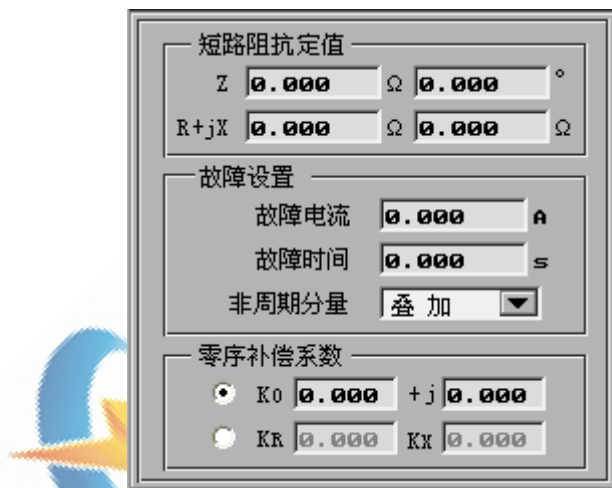 短路阻抗定值
Z 0.000 Ω 0.000 °
R+jX 0.000 Ω 0.000 Ω
故障设置
故障电流 0.000 A
故障时间 0.000 s
非周期分量 叠 加
零序补偿系数
K0 0.000 +j 0.000
KR 0.000 KX 0.000